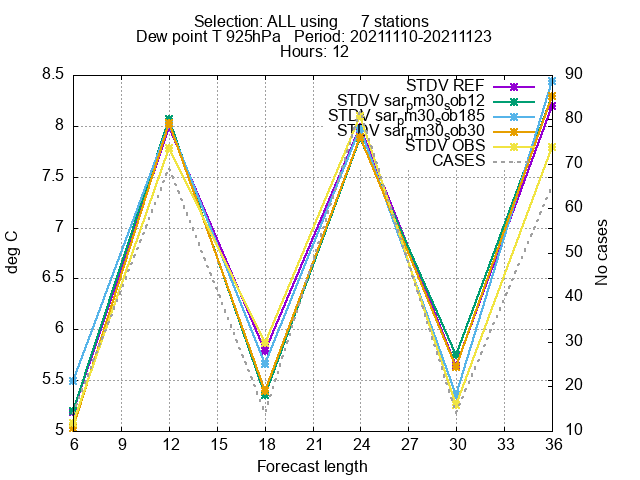 Selection: ALL using 7 stations
Dew point T 925hPa Period: 20211110-20211123
Hours: 12
STDV REF
STDV sarpm30sob12
STDV sarpm30sob185
STDV sarpm30sob30
STDV OBS
CASES
deg C
8.5
8
7.5
7
6.5
6
5.5
5
No cases
90
80
70
60
50
40
30
20
10
6 9 12 15 18 21 24 27 30 33 36
Forecast length